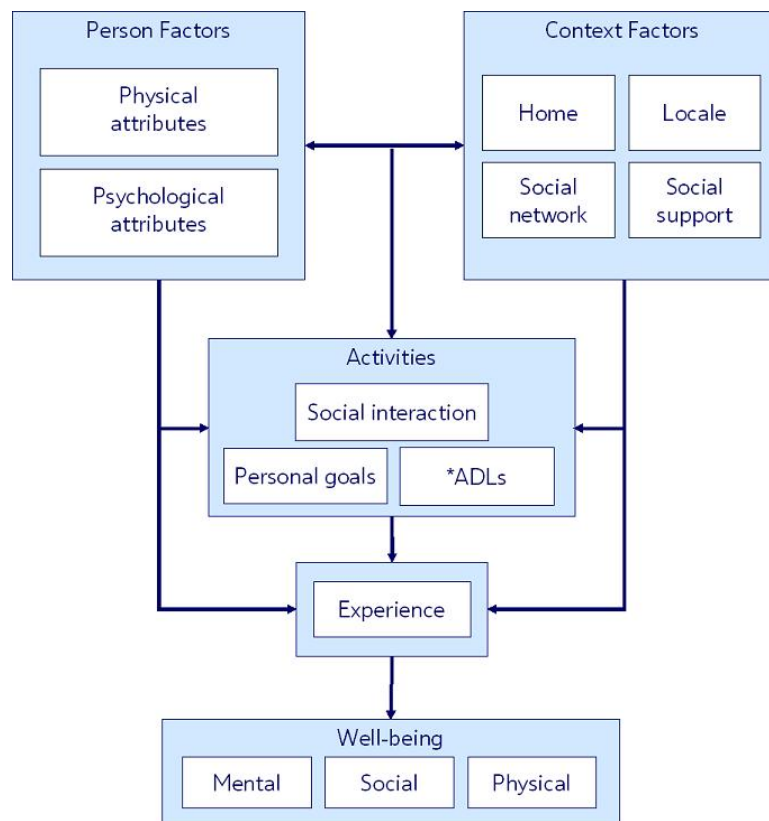 Person Factors
Physical
attributes
Psychological
attributes
Context Factors
Home
Locale
Social
network
Social
support
Activities
Social interaction
Personal goals
*ADLs
Experience
Well-being
Mental
Social
Physical